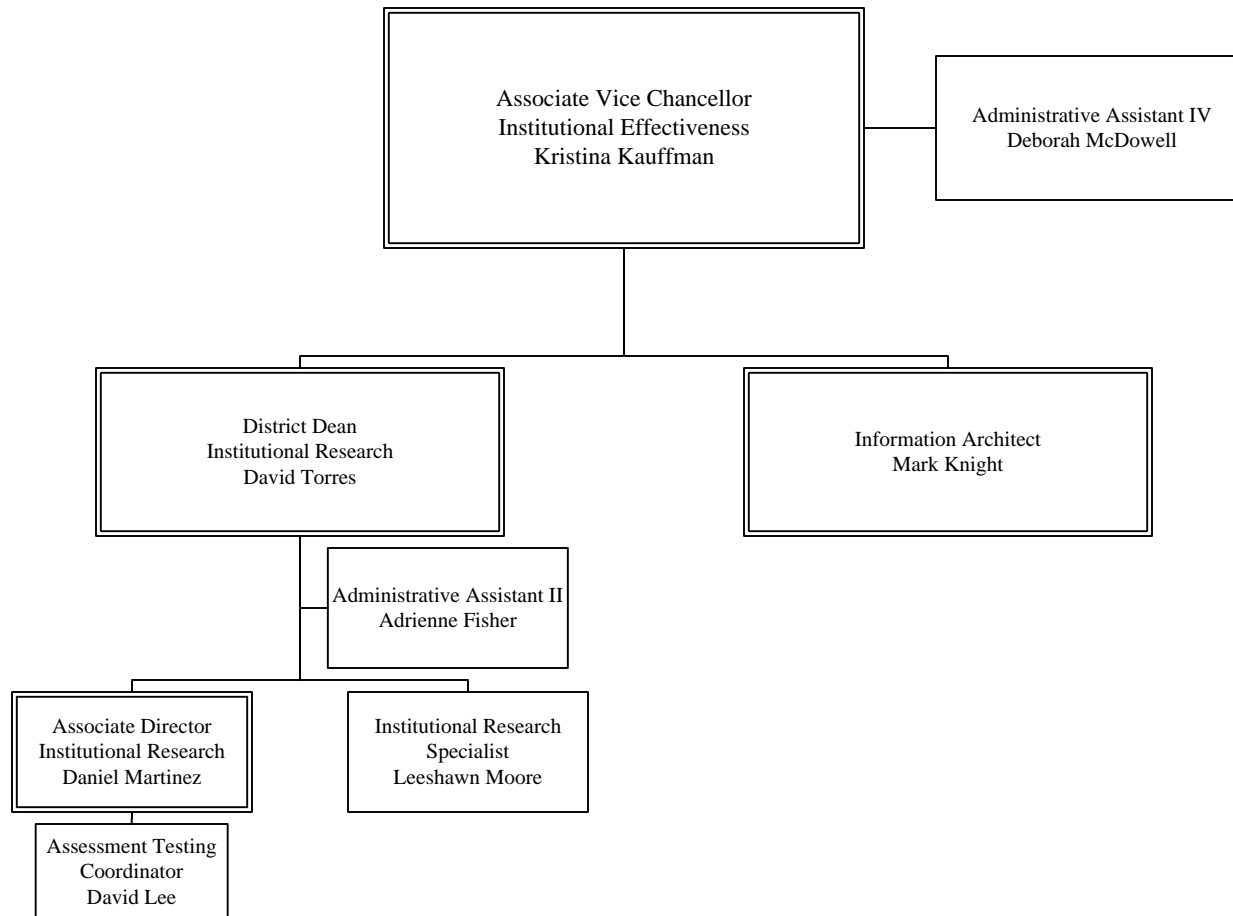 Associate Vice Chancellor
Institutional Effectiveness
Kristina Kauffman
Administrative Assistant IV
Deborah McDowell
District Dean
Institutional Research
David Torres
Information Architect
Mark Knight
Administrative Assistant II
Adrienne Fisher
Associate Director
Institutional Research
Daniel Martinez
Institutional Research
Specialist
Leeshawn Moore
Assessment Testing
Coordinator
David Lee